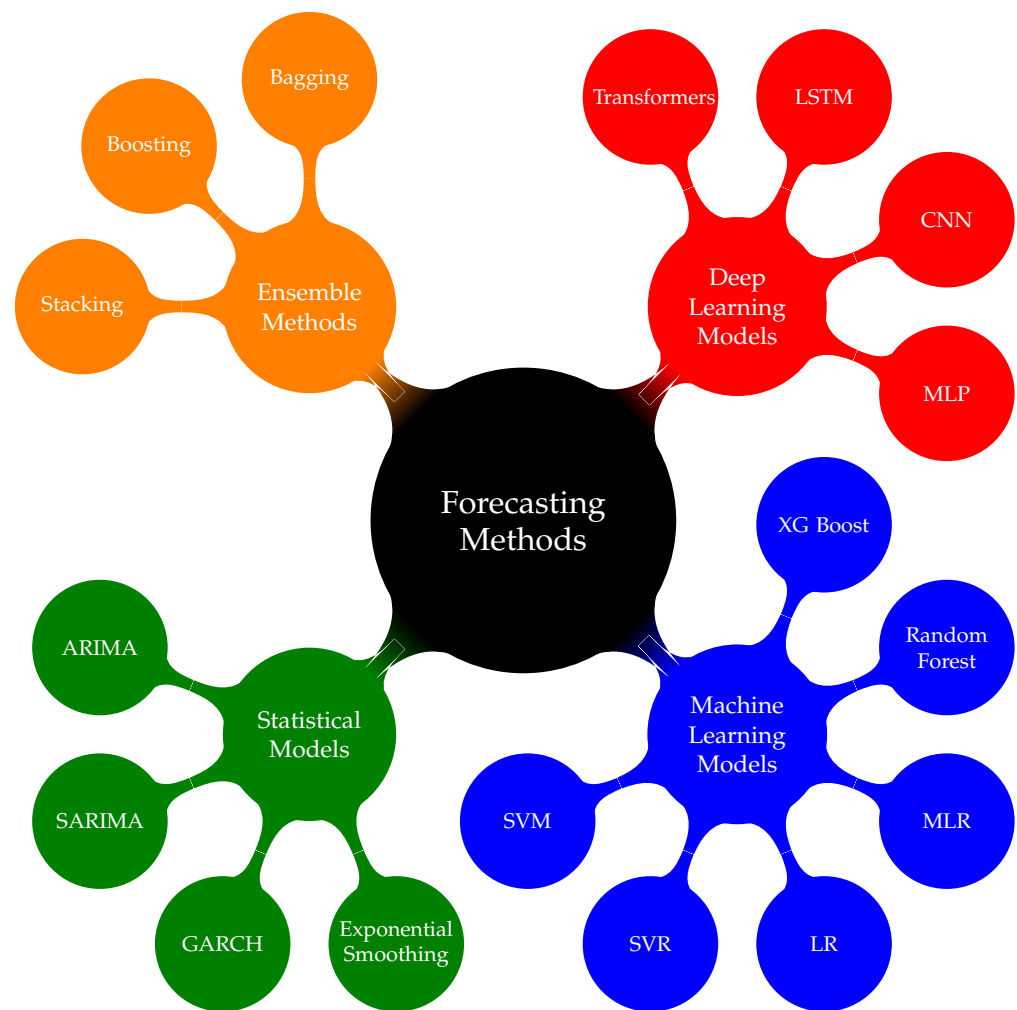 Bagging
Transformers
LSTM
Boosting
CNN
Stacking
Ensemble
Methods
Deep
Learning
Models
MLP
Forecasting
Methods
XG Boost
ARIMA
Random
Forest
Statistical
Models
Machine
Learning
Models
SARIMA
SVM
MLR
GARCH
Exponential
Smoothing
SVR
LR